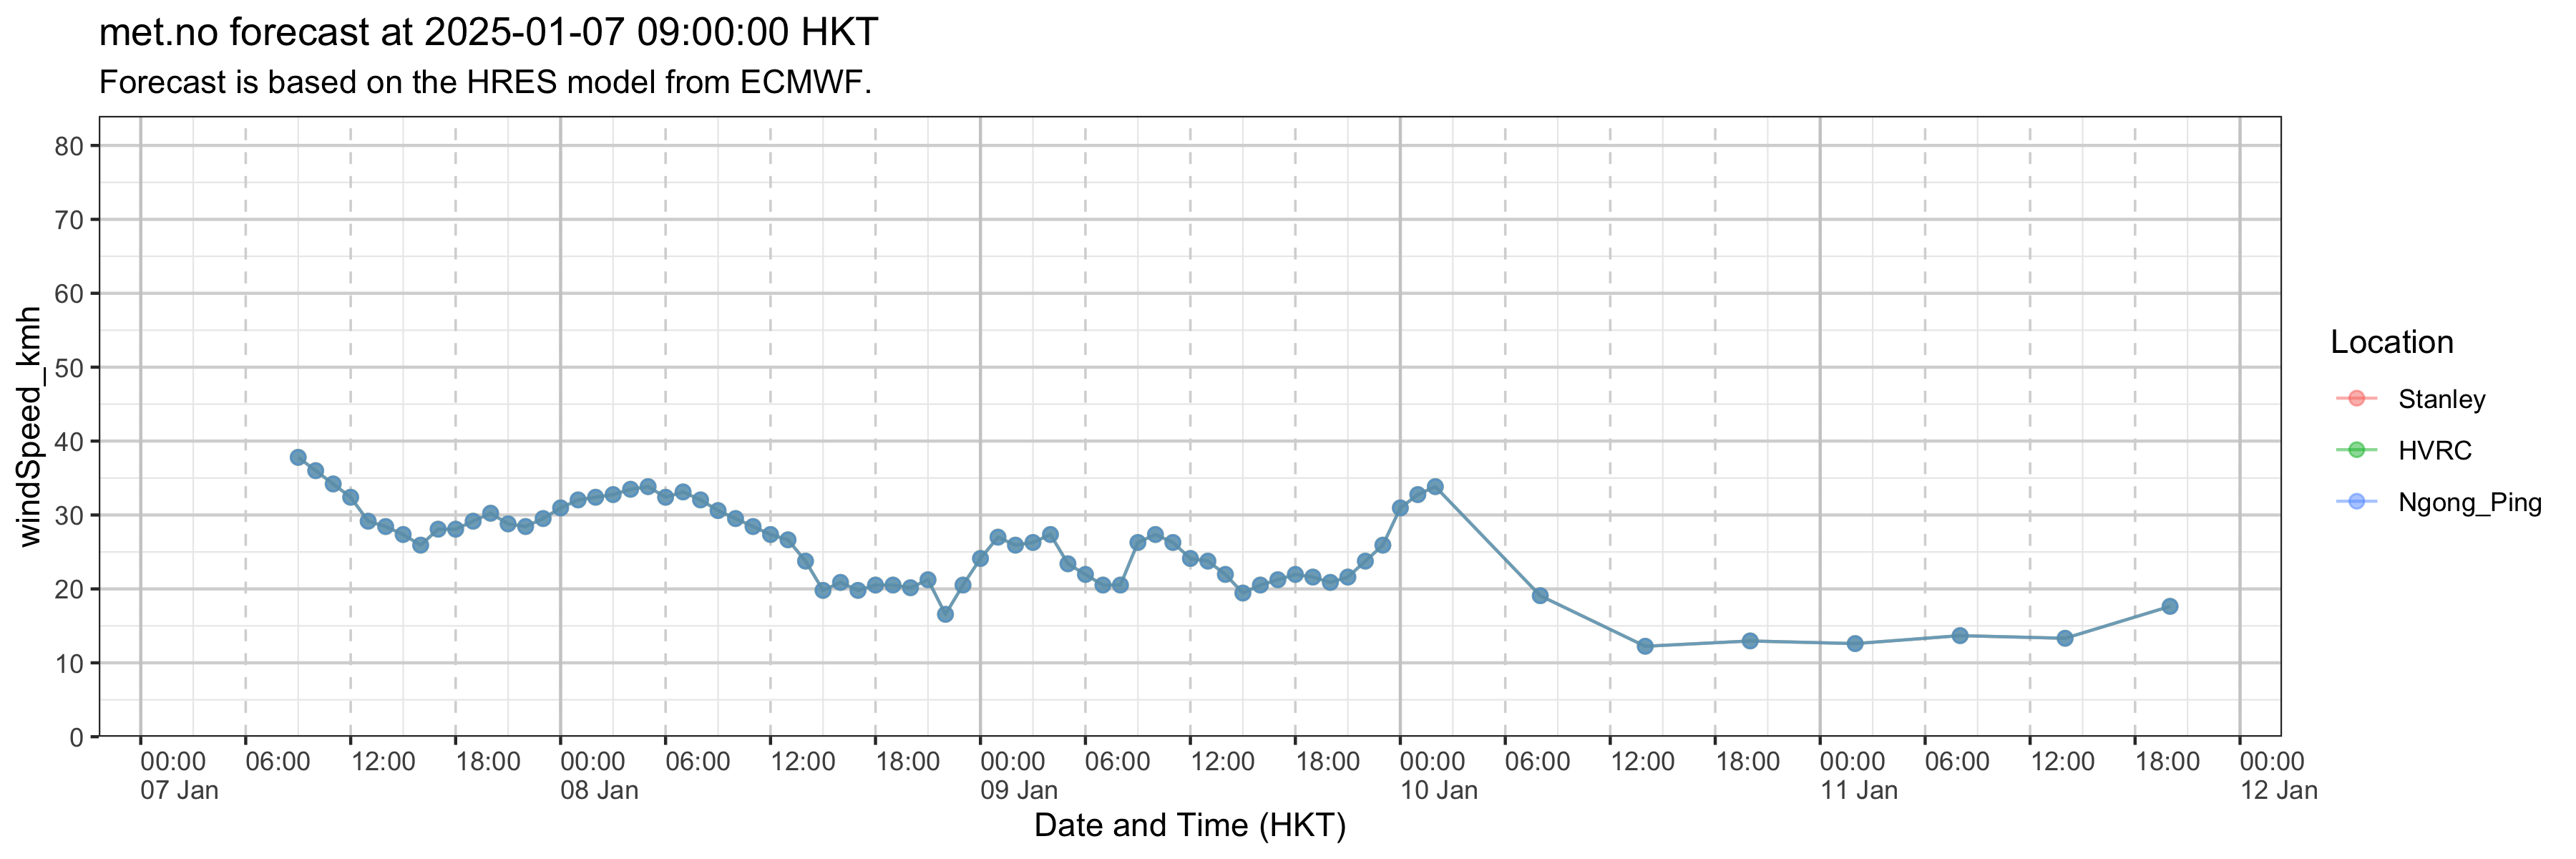 met.no forecast at 2025-01-07 09:00:00 HKT
Forecast is based on the HRES model from ECMWF.
windSpeed_kmh
80
70
60
50
40
30
20
10
0
00:00 06:00 12:00 18:00 00:00 06:00 12:00 18:00 00:00 06:00 12:00 18:00 00:00 06:00 12:00 18:00 00:00 06:00 12:00 18:00 00:00
07 Jan 08 Jan 09 Jan 10 Jan 11 Jan 12 Jan
Date and Time (HKT)
Location
Stanley
HVRC
Ngong_Ping